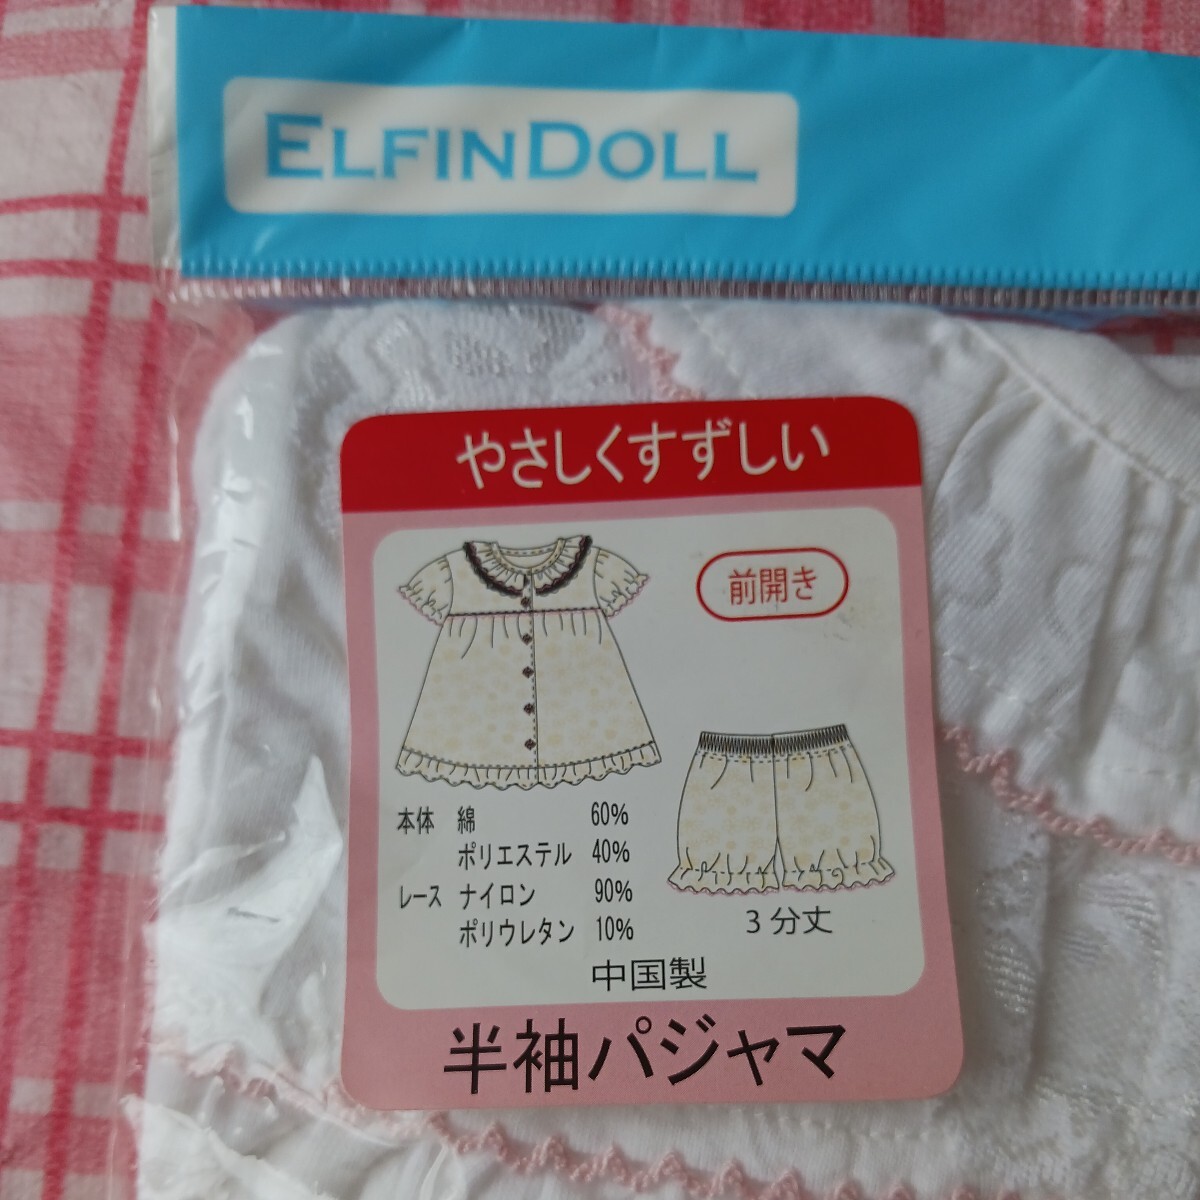 ELFINDOLL
やさしくすずしい
前開き
本体 綿 60%
ポリエステル 40%
レース ナイロン 90%
ポリウレタン 10%
3分丈
中国製
半袖パジャマ